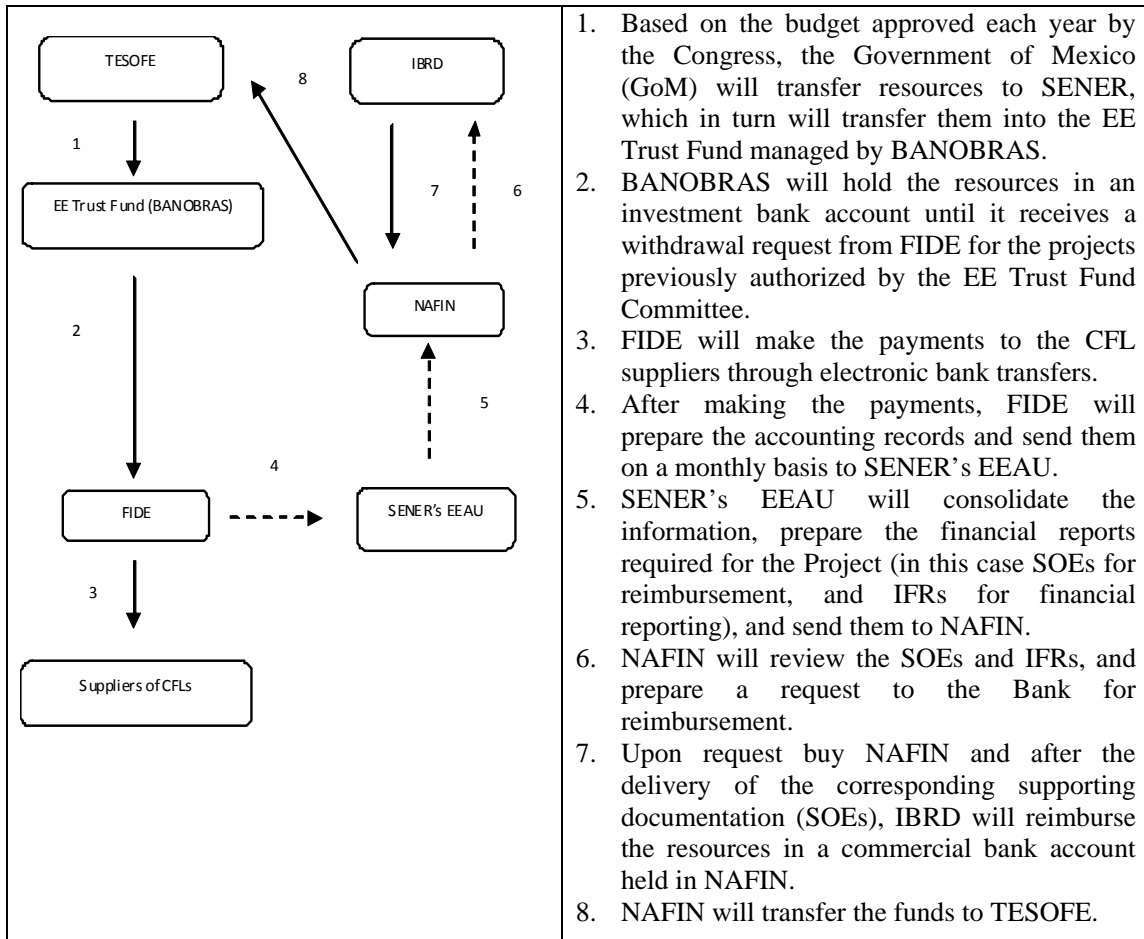 TESOFE
IBRD
8
1
7
6
EE Trust Fund (BANOBRAS)
NAFIN
2
5
4
FIDE
SENER’s EEAU
3
Suppliers of CFLs
1. Based on the budget approved each year by
the Congress, the Government of Mexico
(GoM) will transfer resources to SENER,
which in turn will transfer them into the EE
Trust Fund managed by BANOBRAS.
2. BANOBRAS will hold the resources in an
investment bank account until it receives a
withdrawal request from FIDE for the projects
previously authorized by the EE Trust Fund
Committee.
3. FIDE will make the payments to the CFL
suppliers through electronic bank transfers.
4. After making the payments, FIDE will
prepare the accounting records and send them
on a monthly basis to SENER’s EEAU.
5. SENER’s EEAU will consolidate the
information, prepare the financial reports
required for the Project (in this case SOEs for
reimbursement, and IFRs for financial
reporting), and send them to NAFIN.
6. NAFIN will review the SOEs and IFRs, and
prepare a request to the Bank for
reimbursement.
7. Upon request buy NAFIN and after the
delivery of the corresponding supporting
documentation (SOEs), IBRD will reimburse
the resources in a commercial bank account
held in NAFIN.
8. NAFIN will transfer the funds to TESOFE.